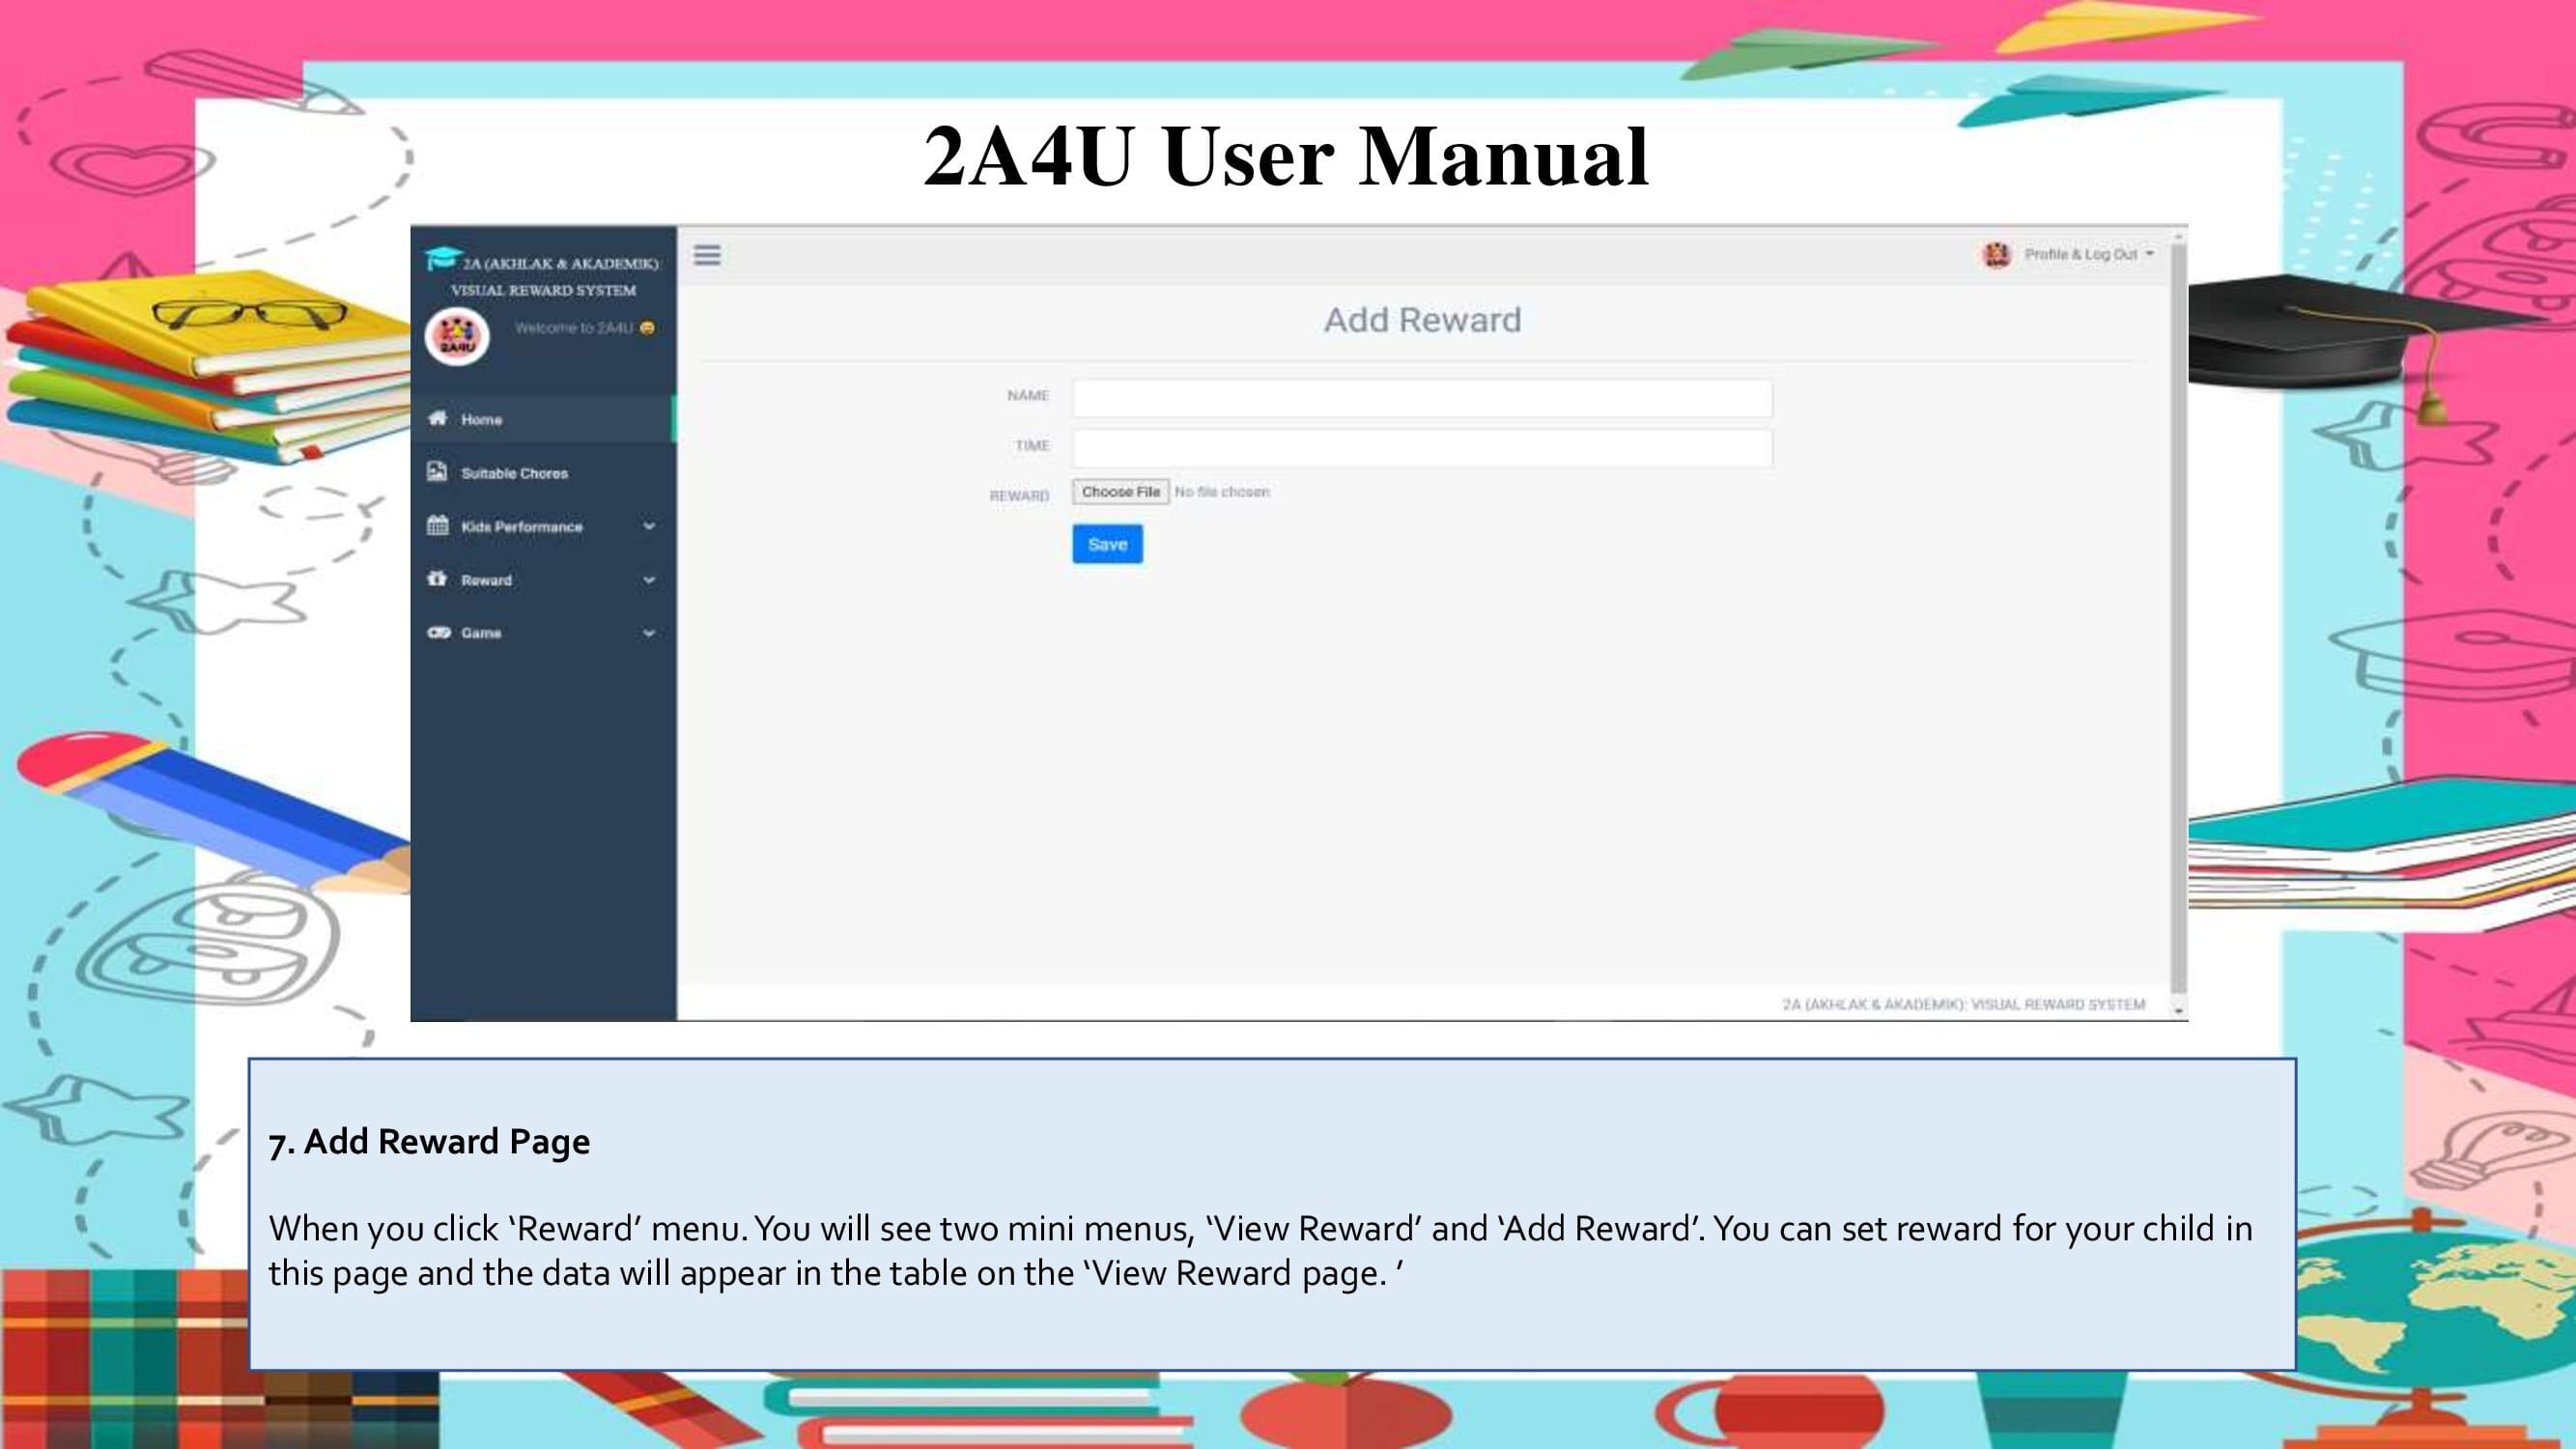 2A4U User Manual
2A (AKHLAK & AKADEMIK):
VISUAL REWARD SYSTEM
2A4U
Welcome to 2A4U
Home
Suitable Chores
Kids Performance
Reward
Game
Profile & Log Out
Add Reward
NAME
TIME
REWARD Choose File No file chosen
Save
2A (AKHLAK & AKADEMIK): VISUAL REWARD SYSTEM
7. Add Reward Page
When you click ‘Reward’ menu. You will see two mini menus, ‘View Reward’ and ‘Add Reward’. You can set reward for your child in
this page and the data will appear in the table on the ‘View Reward page. ’